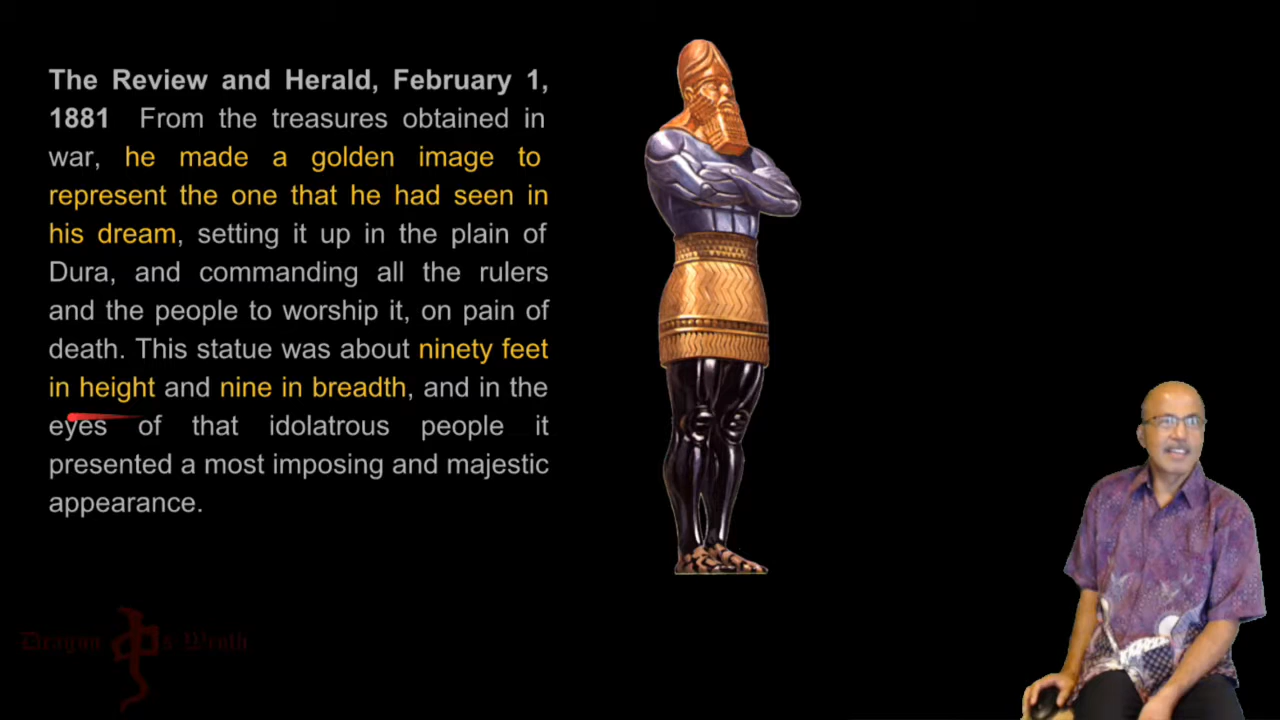 The Review and Herald, February 1,
1881 From the treasures obtained in
war, he made a golden image to
represent the one that he had seen in
his dream, setting it up in the plain of
Dura, and commanding all the rulers
and the people to worship it, on pain of
death. This statue was about ninety feet
in height and nine in breadth, and in the
eyes of that idolatrous people it
presented a most imposing and majestic
appearance.
Dragon s Wrath